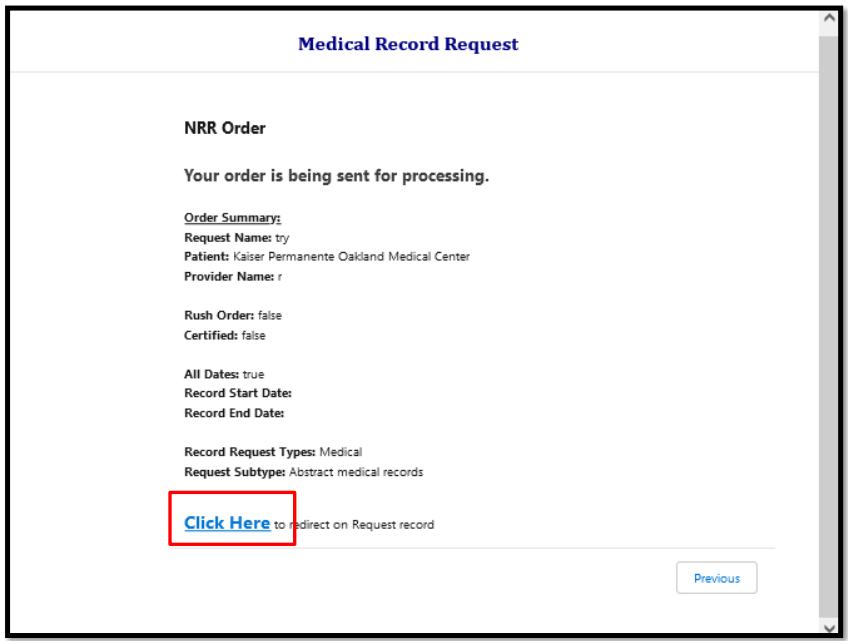 Medical Record Request
NRR Order
Your order is being sent for processing.
Order Summary:
Request Name: try
Patient: Kaiser Permanente Oakland Medical Center
Provider Name: r
Rush Order: false
Certified: false
All Dates: true
Record Start Date:
Record End Date:
Record Request Types: Medical
Request Subtype: Abstract medical records
Click Here to redirect on Request record
Previous